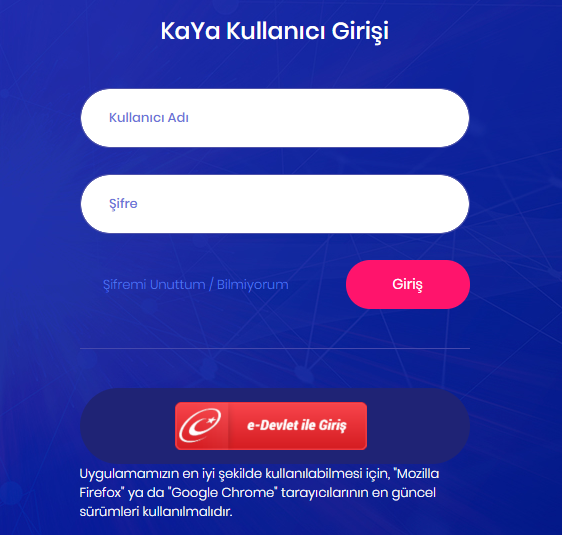 KaYa Kullanıcı Girişi
Kullanıcı Adı
Şifre
Şifremi Unuttum / Bilmiyorum
Giriş
e-Devlet ile Giriş
Uygulamamızın en iyi şekilde kullanılabilmesi için, "Mozilla
Firefox" ya da "Google Chrome" tarayıcılarının en güncel
sürümleri kullanılmalıdır.